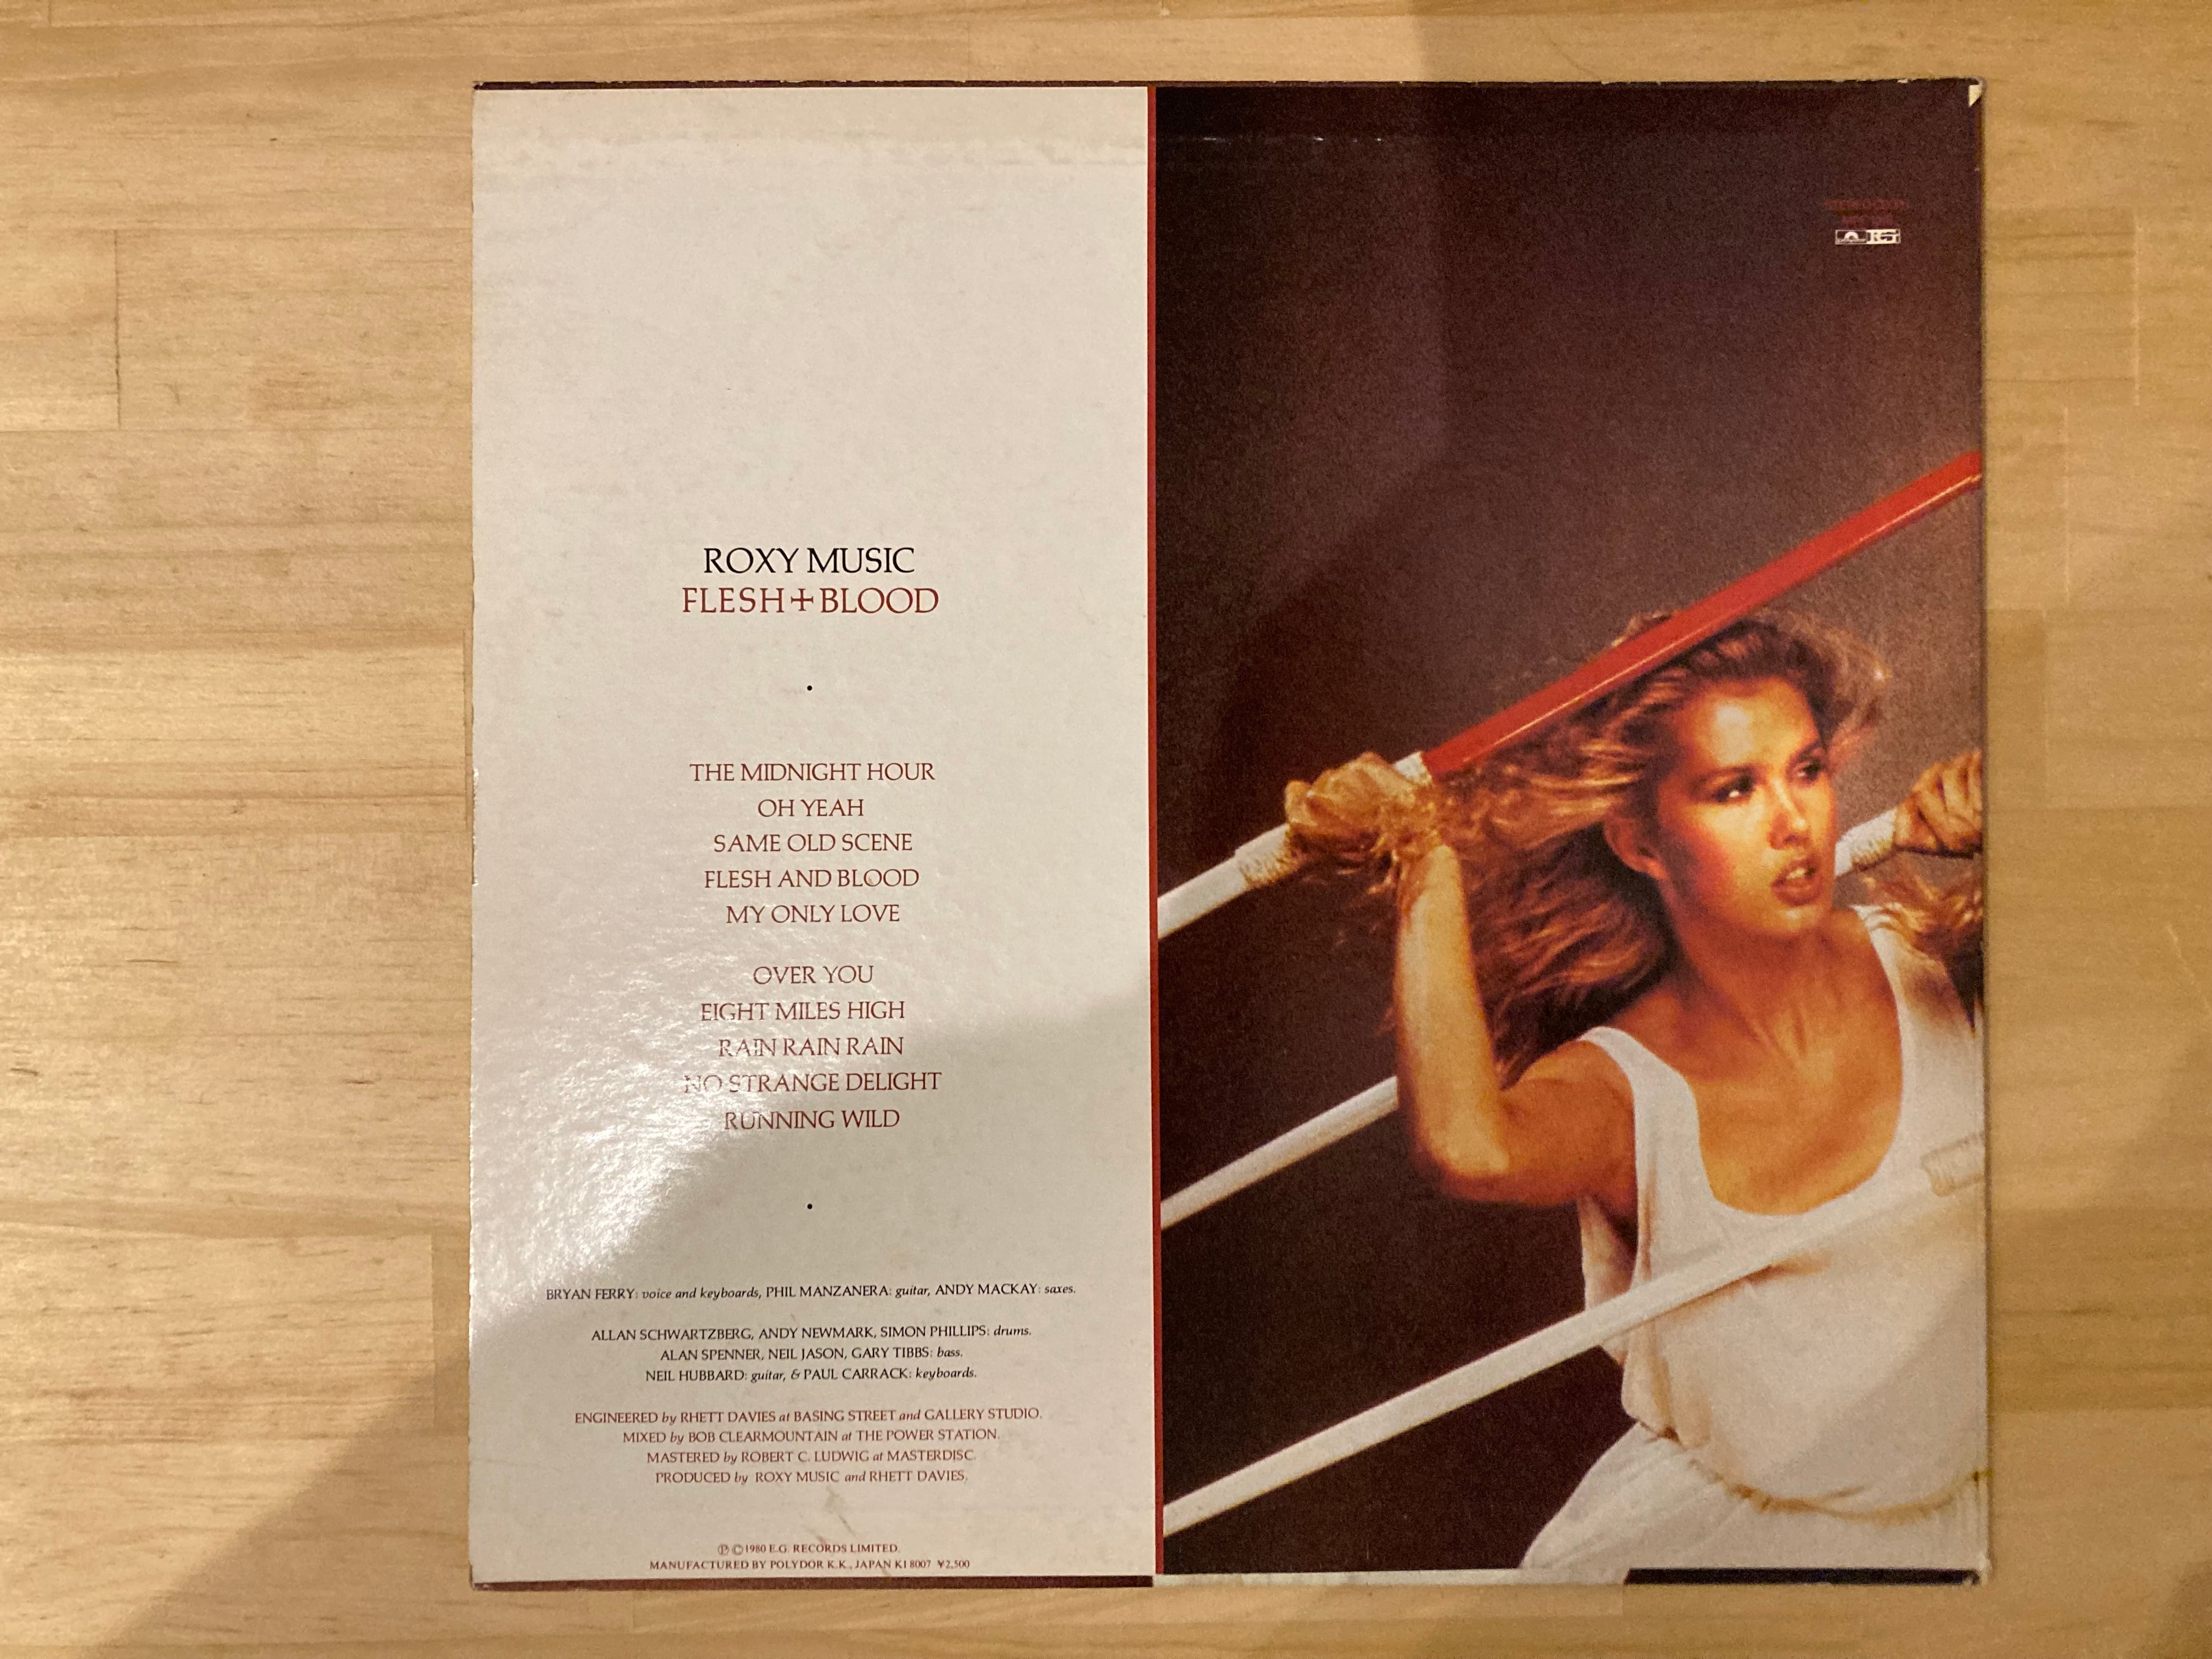 ROXY MUSIC
FLESH+BLOOD
THE MIDNIGHT HOUR
OH YEAH
SAME OLD SCENE
FLESH AND BLOOD
MY ONLY LOVE
OVER YOU
EIGHT MILES HIGH
RAIN RAIN RAIN
NO STRANGE DELIGHT
RUNNING WILD
BRYAN FERRY: voice and keyboards, PHIL MANZANERA: guitar, ANDY MACKAY: saxes.
ALLAN SCHWARTZBERG, ANDY NEWMARK, SIMON PHILLIPS: drums.
ALAN SPENNER, NEIL JASON, GARY TIBBS: bass.
NEIL HUBBARD: guitar, & PAUL CARRACK: keyboards.
ENGINEERED by RHETT DAVIES at BASING STREET and GALLERY STUDIO.
MIXED by BOB CLEARMOUNTAIN at THE POWER STATION.
MASTERED by ROBERT C. LUDWIG at MASTERDISC.
PRODUCED by ROXY MUSIC and RHETT DAVIES.
Ⓟ©1980 E.G. RECORDS LIMITED.
MANUFACTURED BY POLYDOR K.K., JAPAN KI 8007 ¥2,500